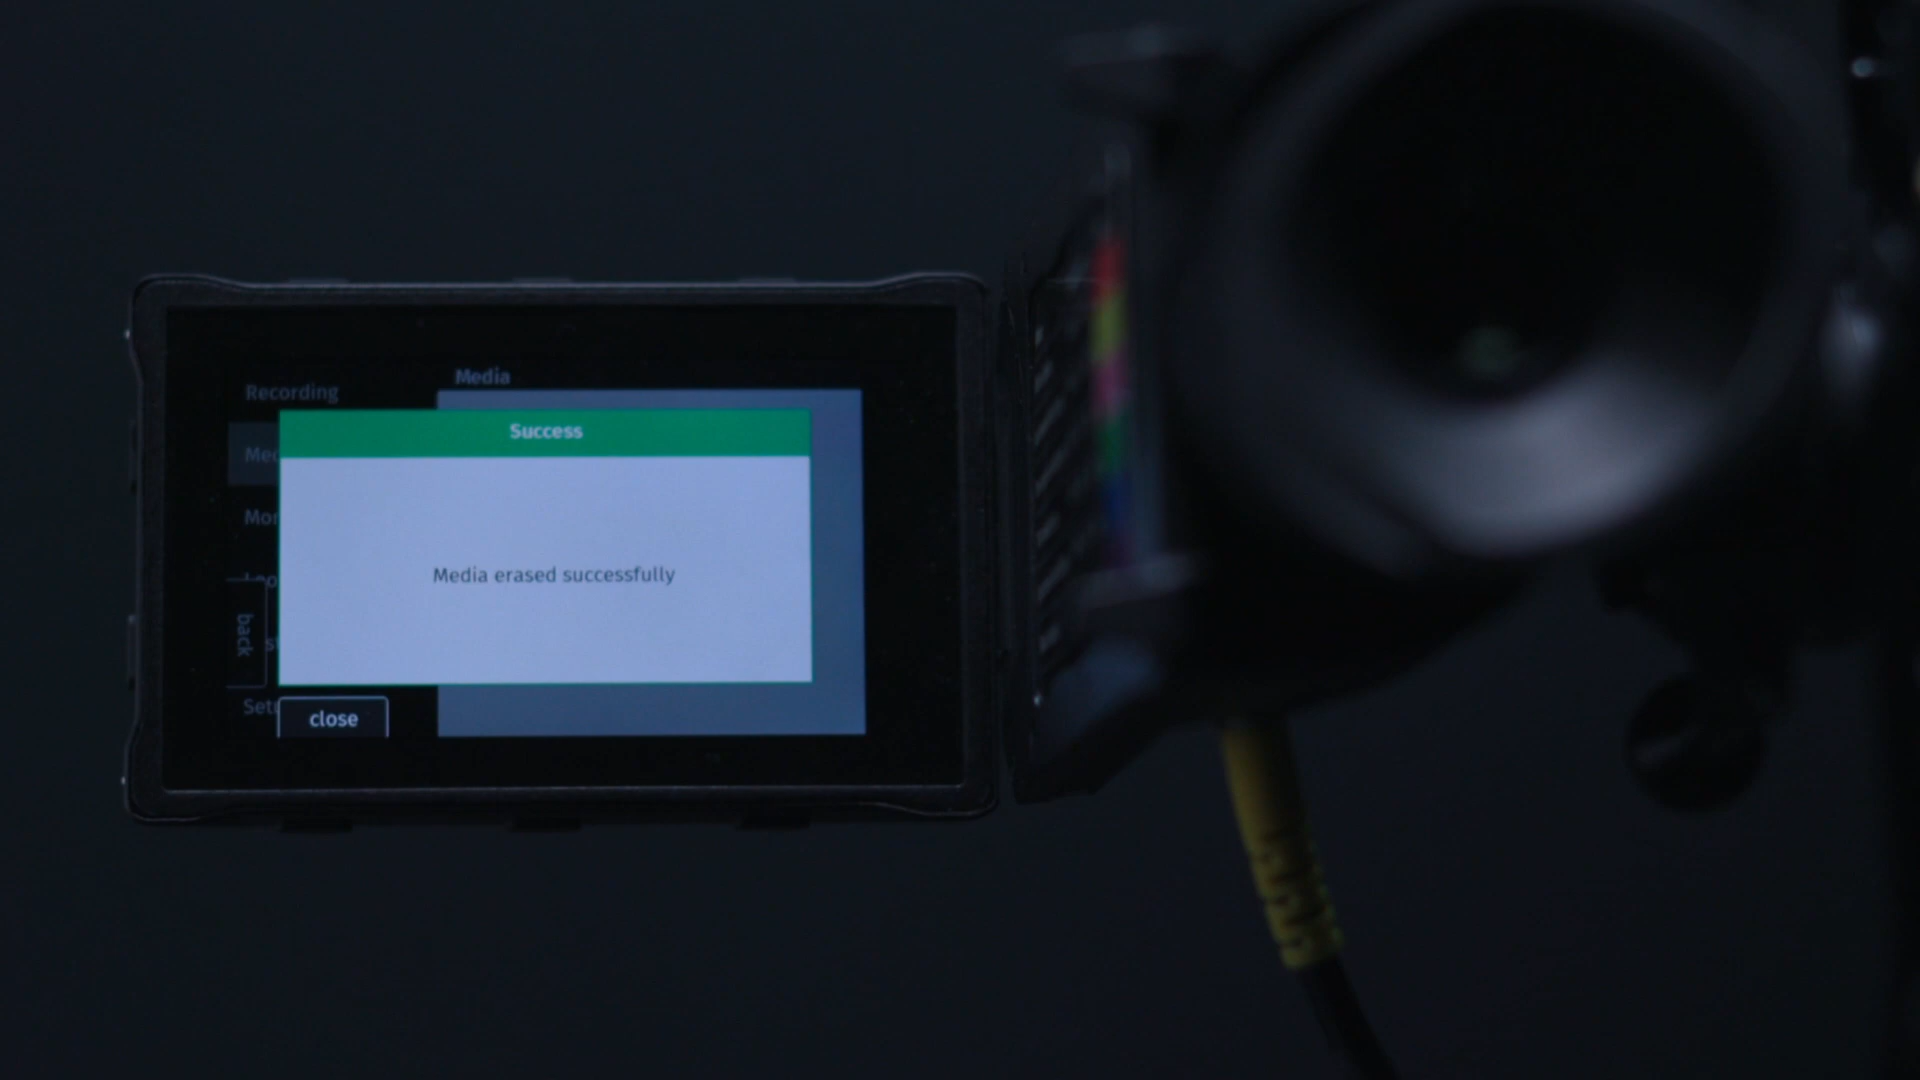 Recording
Media
Success
Media erased successfully
back
close